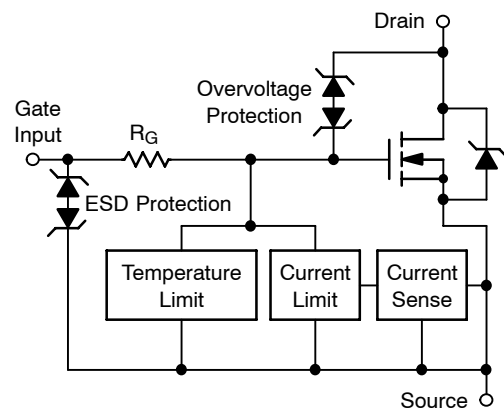 Drain
Overvoltage
Protection
Gate
Input
R_G
ESD Protection
Temperature
Limit
Current
Limit
Current
Sense
Source